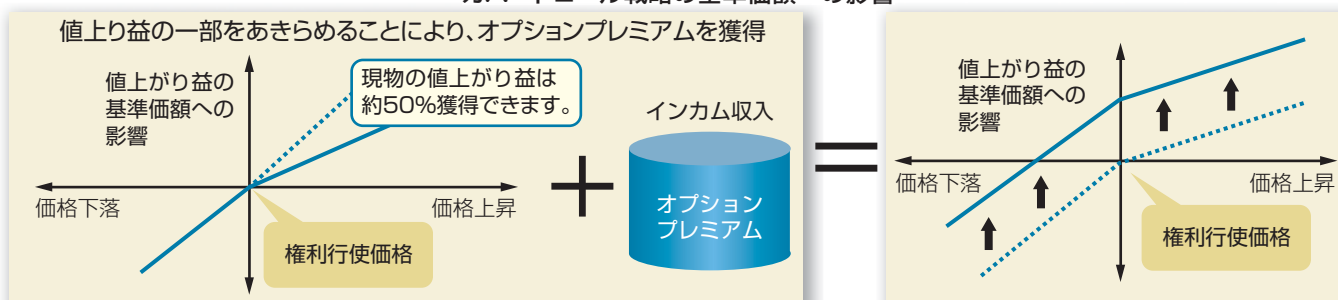 値上り益の一部をあきらめることにより、オプションプレミアムを獲得
値上がり益の
基準価額への
影響
現物の値上がり益は
約50%獲得できます。
価格下落
価格上昇
権利行使価格
インカム収入
オプション
プレミアム
値上がり益の
基準価額への
影響
価格下落
価格上昇
権利行使価格